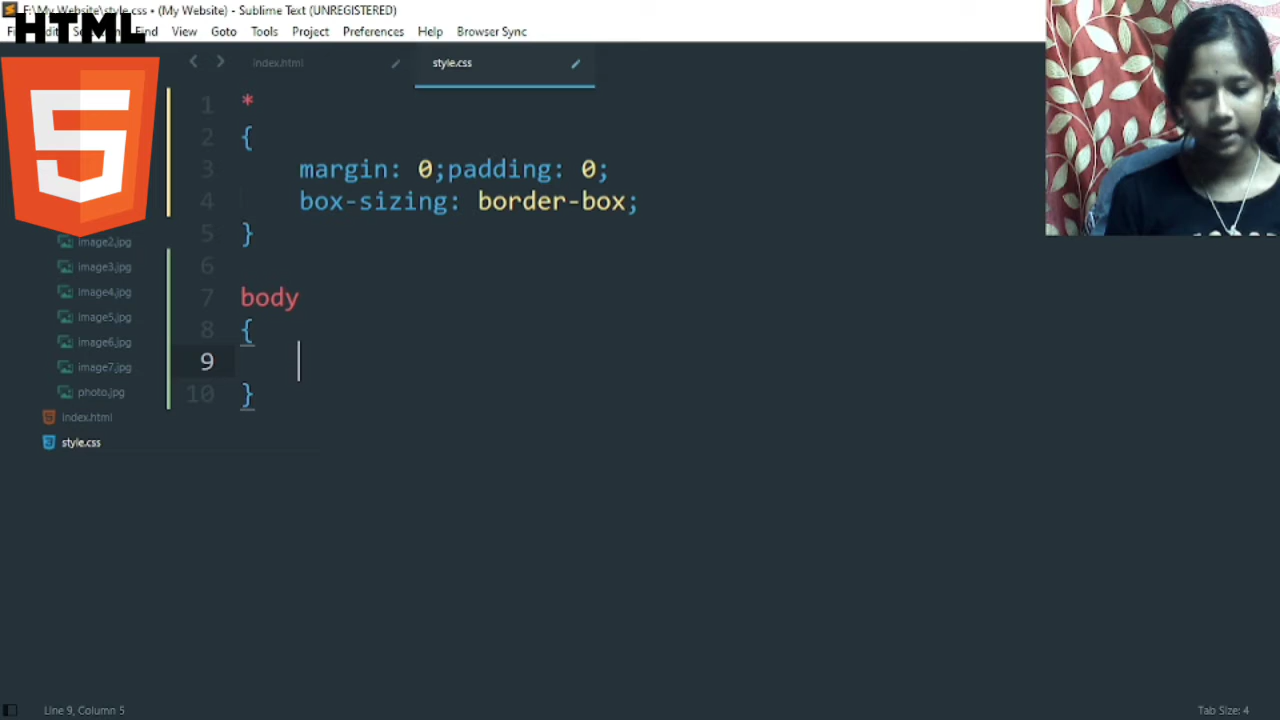 F:\My Website\style.css • (My Website) - Sublime Text (UNREGISTERED)
HTML
Find View Goto Tools Project Preferences Help Browser Sync
index.html
style.css
1 *
2 {
3 margin: 0;padding: 0;
4 box-sizing: border-box;
5 }
6
7 body
8 {
9
10 }
image2.jpg
image3.jpg
image4.jpg
image5.jpg
image6.jpg
image7.jpg
photo.jpg
index.html
style.css
Line 9, Column 5
Tab Size: 4